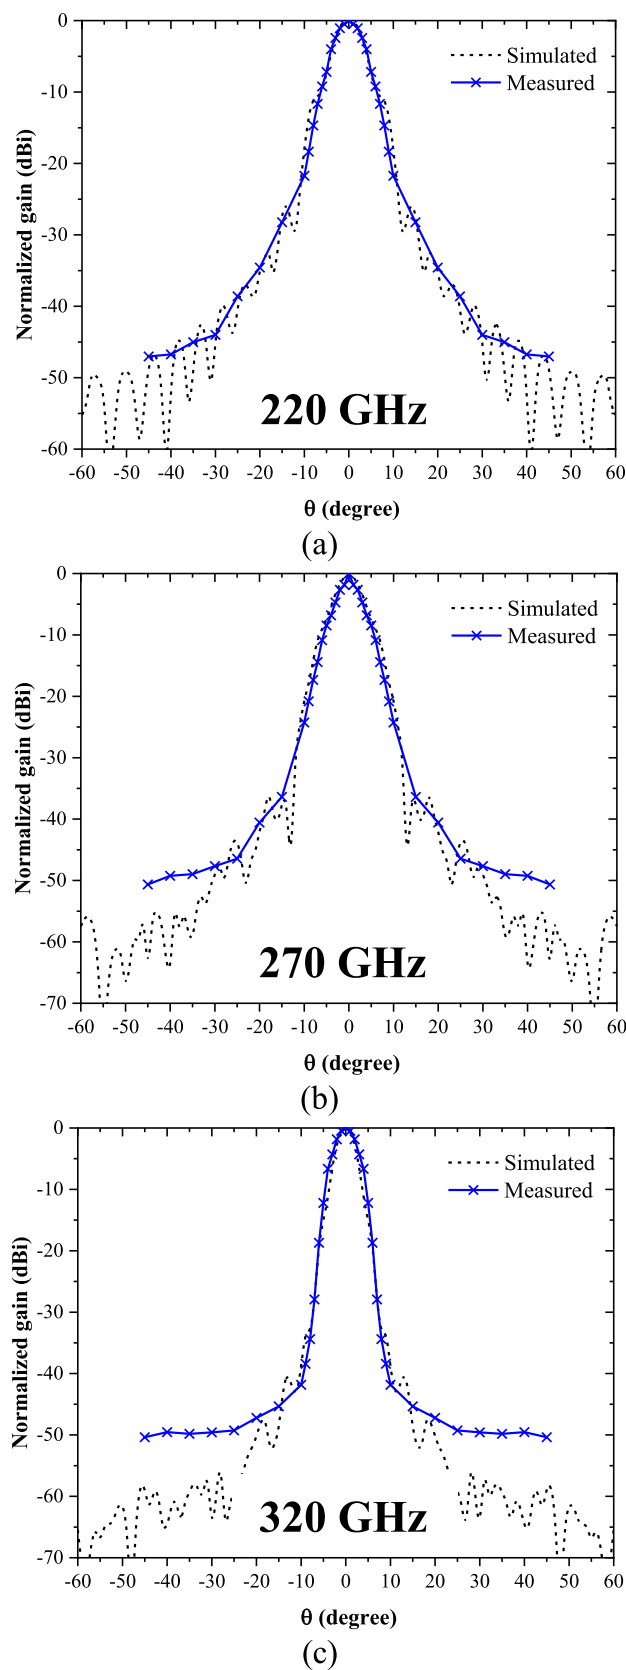 0
-10
-20
-30
-40
-50
-60
Normalized gain (dBi)
Simulated
Measured
220 GHz
-60 -50 -40 -30 -20 -10 0 10 20 30 40 50 60
θ (degree)
(a)
0
-10
-20
-30
-40
-50
-60
-70
Normalized gain (dBi)
Simulated
Measured
270 GHz
-60 -50 -40 -30 -20 -10 0 10 20 30 40 50 60
θ (degree)
(b)
0
-10
-20
-30
-40
-50
-60
-70
Normalized gain (dBi)
Simulated
Measured
320 GHz
-60 -50 -40 -30 -20 -10 0 10 20 30 40 50 60
θ (degree)
(c)